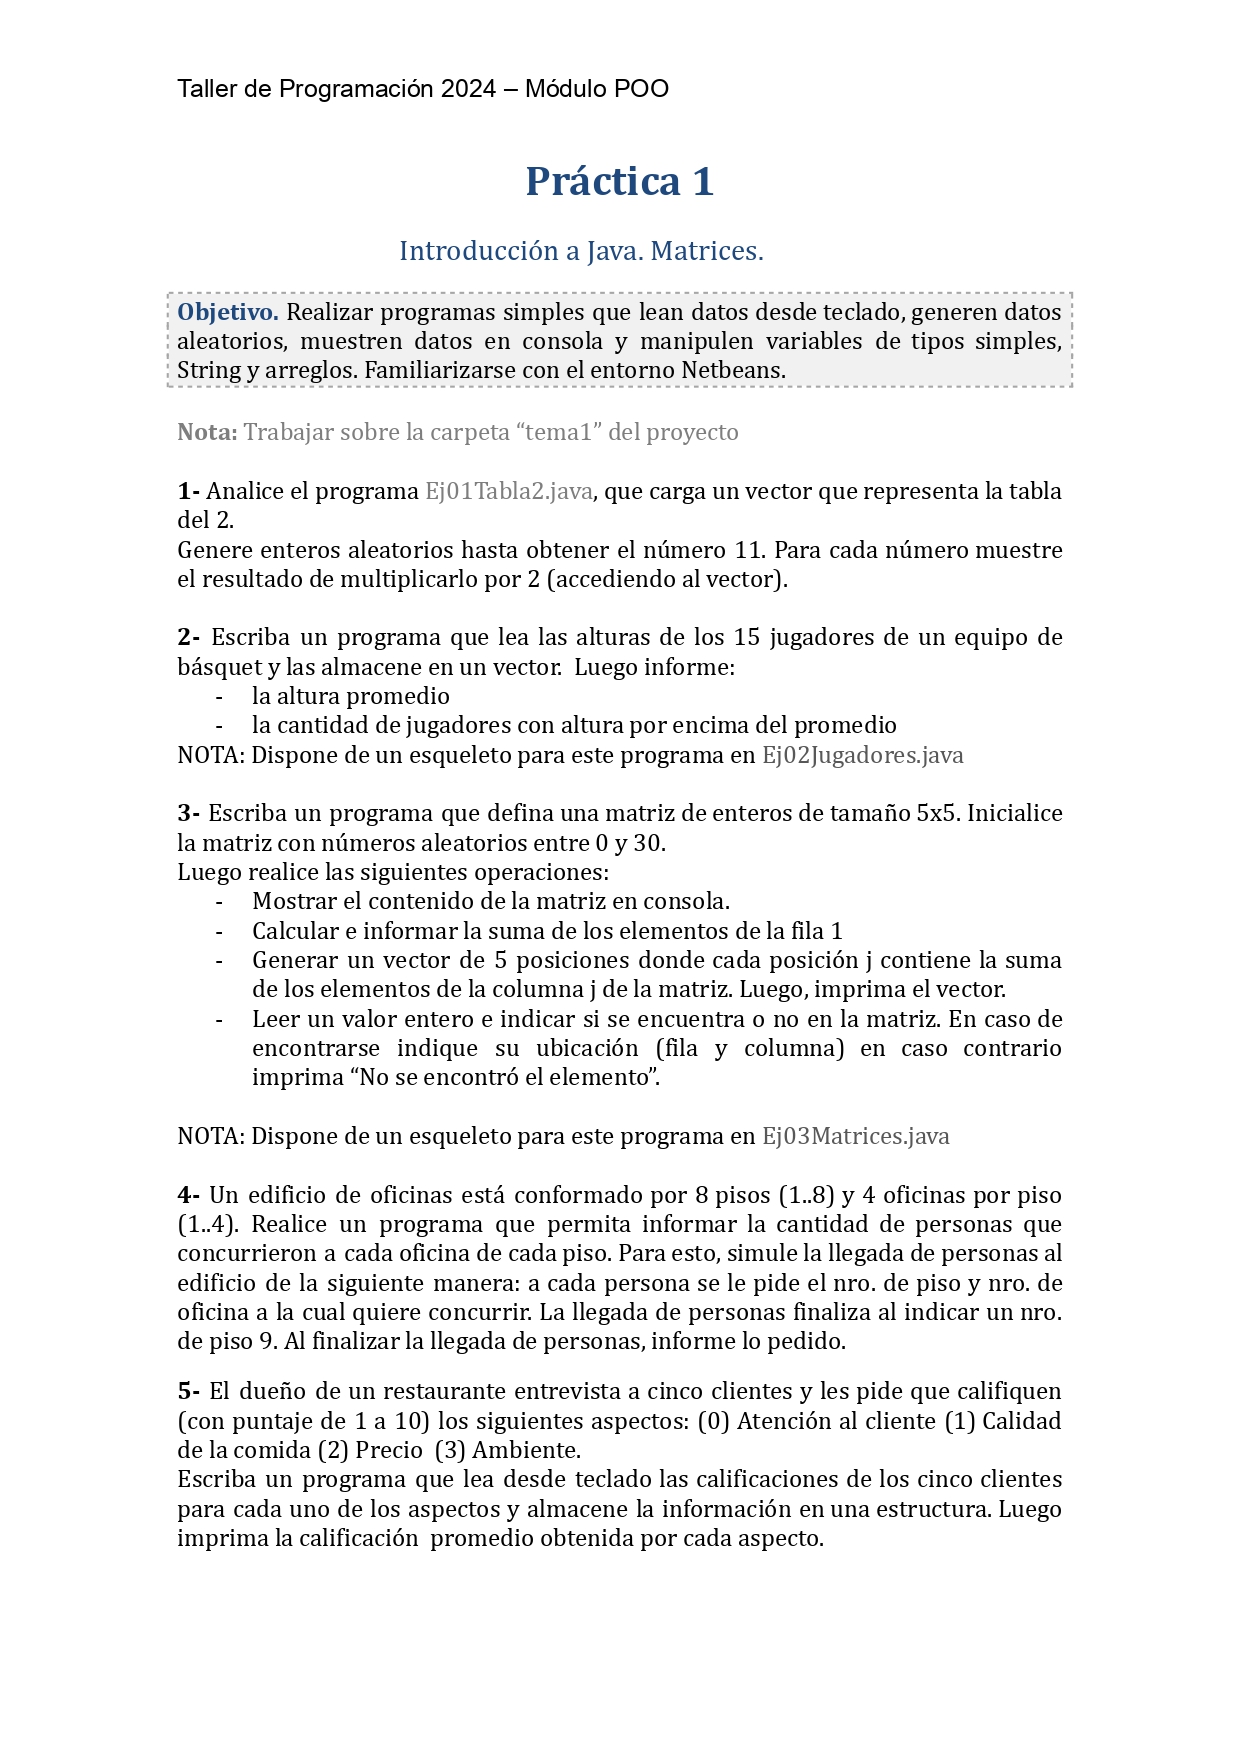 Taller de Programación 2024 – Módulo POO
Práctica 1
Introducción a Java. Matrices.
Objetivo. Realizar programas simples que lean datos desde teclado, generen datos
aleatorios, muestren datos en consola y manipulen variables de tipos simples,
String y arreglos. Familiarizarse con el entorno Netbeans.
Nota: Trabajar sobre la carpeta “tema1” del proyecto
1- Analice el programa Ej01Tabla2.java, que carga un vector que representa la tabla
del 2.
Genere enteros aleatorios hasta obtener el número 11. Para cada número muestre
el resultado de multiplicarlo por 2 (accediendo al vector).
2- Escriba un programa que lea las alturas de los 15 jugadores de un equipo de
básquet y las almacene en un vector. Luego informe:
- la altura promedio
- la cantidad de jugadores con altura por encima del promedio
NOTA: Dispone de un esqueleto para este programa en Ej02Jugadores.java
3- Escriba un programa que defina una matriz de enteros de tamaño 5x5. Inicialice
la matriz con números aleatorios entre 0 y 30.
Luego realice las siguientes operaciones:
- Mostrar el contenido de la matriz en consola.
- Calcular e informar la suma de los elementos de la fila 1
- Generar un vector de 5 posiciones donde cada posición j contiene la suma
de los elementos de la columna j de la matriz. Luego, imprima el vector.
- Leer un valor entero e indicar si se encuentra o no en la matriz. En caso de
encontrarse indique su ubicación (fila y columna) en caso contrario
imprima “No se encontró el elemento”.
NOTA: Dispone de un esqueleto para este programa en Ej03Matrices.java
4- Un edificio de oficinas está conformado por 8 pisos (1..8) y 4 oficinas por piso
(1..4). Realice un programa que permita informar la cantidad de personas que
concurrieron a cada oficina de cada piso. Para esto, simule la llegada de personas al
edificio de la siguiente manera: a cada persona se le pide el nro. de piso y nro. de
oficina a la cual quiere concurrir. La llegada de personas finaliza al indicar un nro.
de piso 9. Al finalizar la llegada de personas, informe lo pedido.
5- El dueño de un restaurante entrevista a cinco clientes y les pide que califiquen
(con puntaje de 1 a 10) los siguientes aspectos: (0) Atención al cliente (1) Calidad
de la comida (2) Precio (3) Ambiente.
Escriba un programa que lea desde teclado las calificaciones de los cinco clientes
para cada uno de los aspectos y almacene la información en una estructura. Luego
imprima la calificación promedio obtenida por cada aspecto.